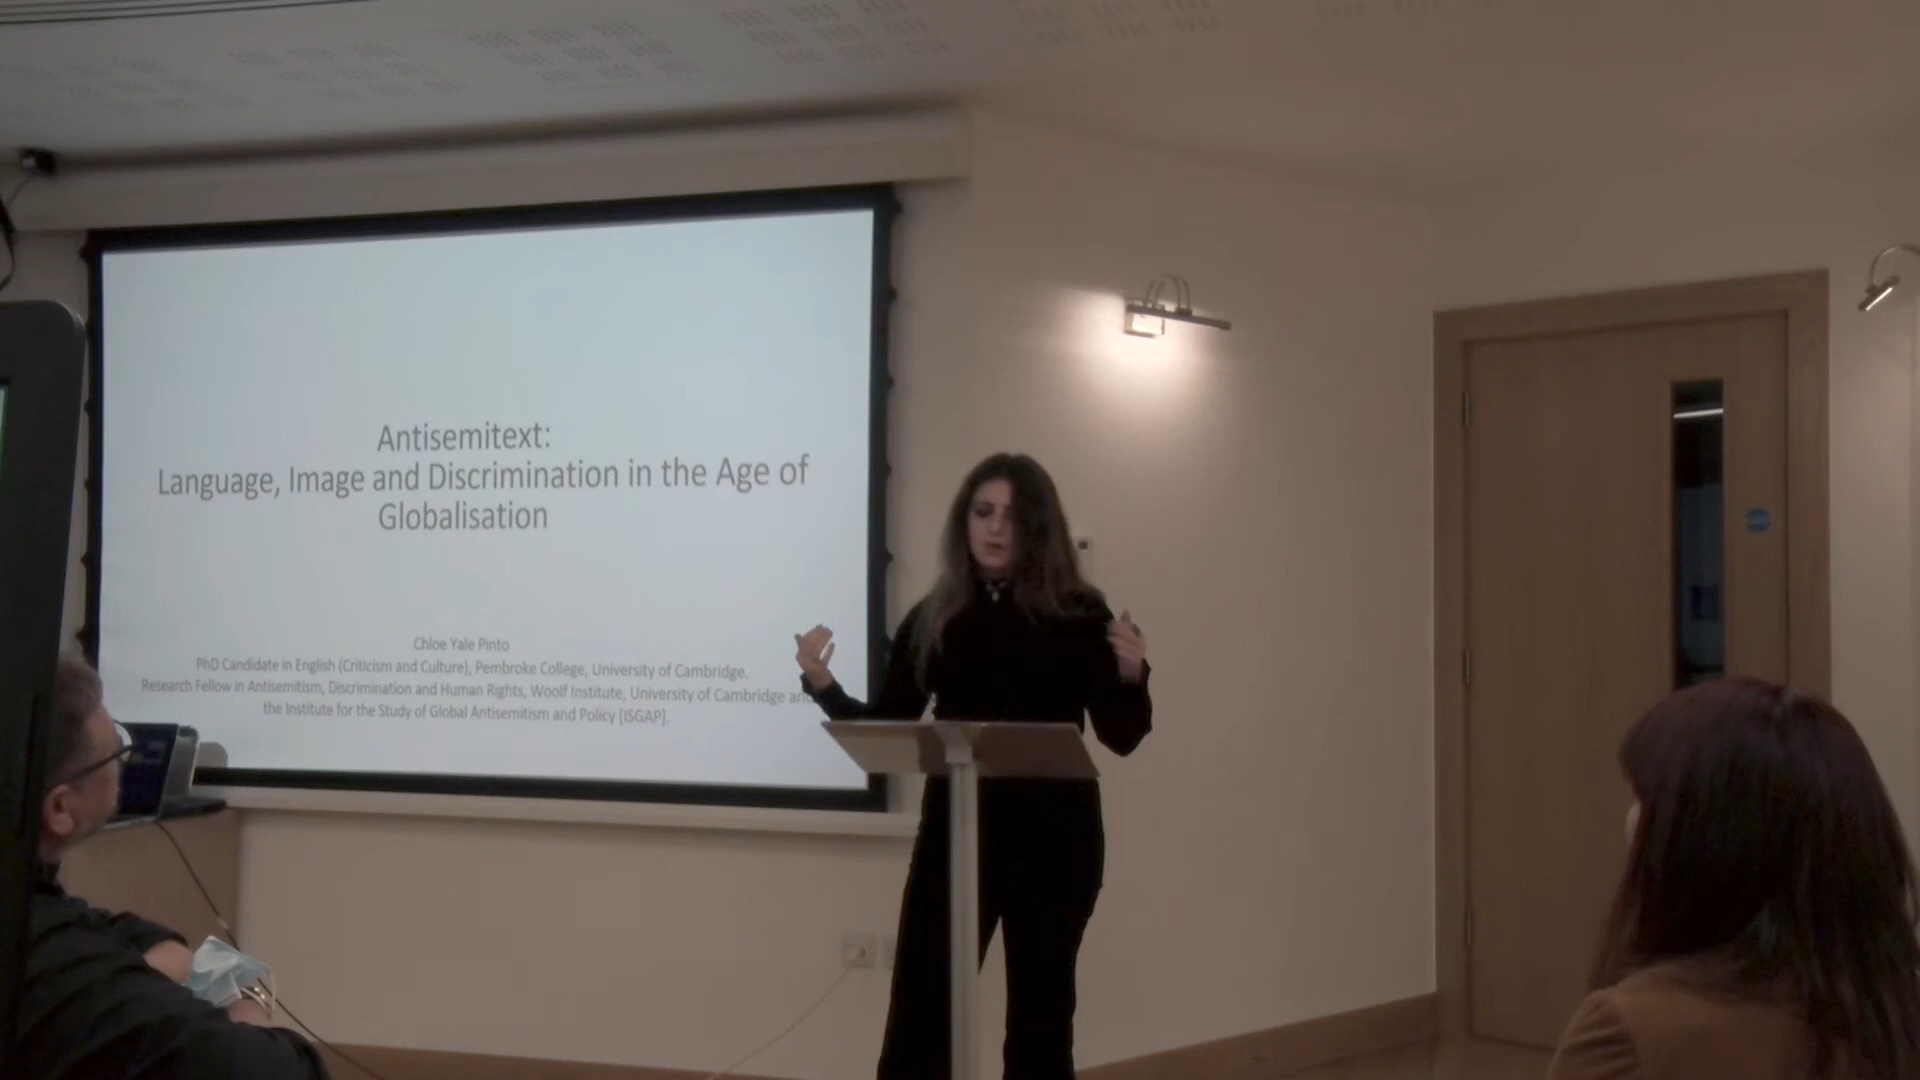 Antisemitext:
Language, Image and Discrimination in the Age of
Globalisation
Chloe Yale Pinto
PhD Candidate in English (Criticism and Culture), Pembroke College, University of Cambridge.
Research Fellow in Antisemitism, Discrimination and Human Rights, Woolf Institute, University of Cambridge and
the Institute for the Study of Global Antisemitism and Policy [ISGAP].